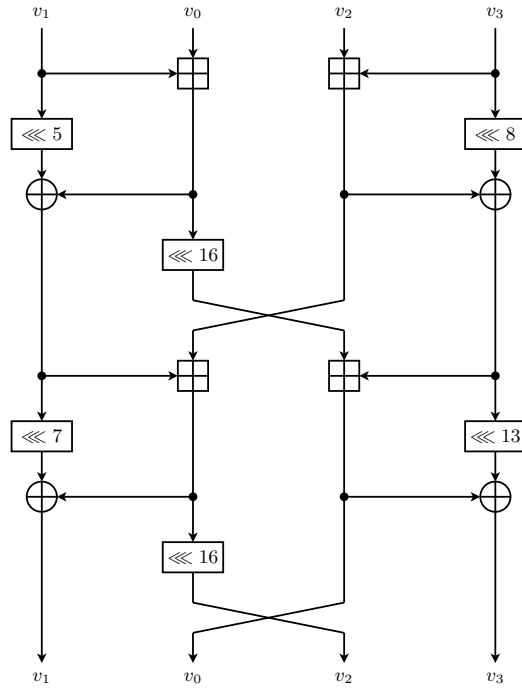 v₁ v₀ v₂ v₃
⋘ 5 ⋘ 8
⋘ 16
⋘ 7 ⋘ 13
⋘ 16
v₁ v₀ v₂ v₃